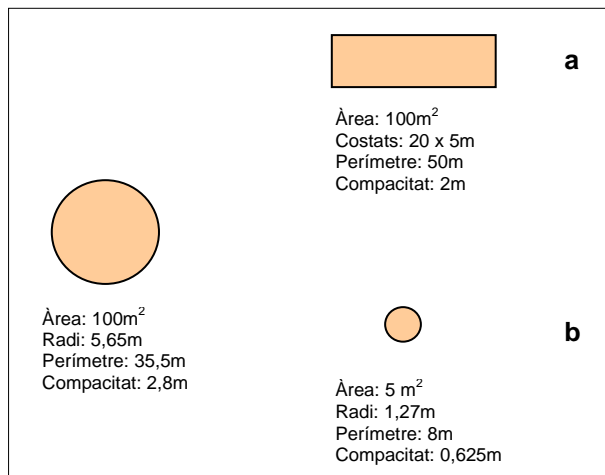 a
Àrea: 100m²
Costats: 20 x 5m
Perímetre: 50m
Compacitat: 2m
Àrea: 100m²
Radi: 5,65m
Perímetre: 35,5m
Compacitat: 2,8m
b
Àrea: 5 m²
Radi: 1,27m
Perímetre: 8m
Compacitat: 0,625m